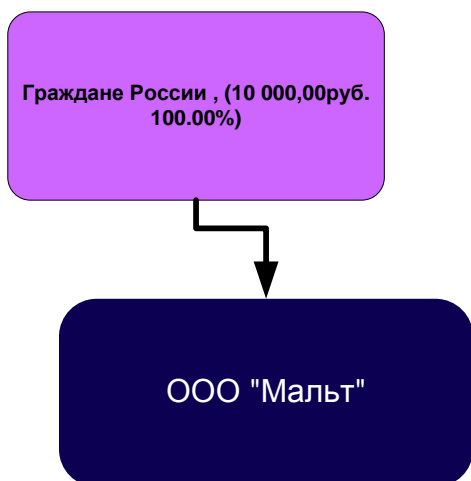 Граждане России , (10 000,00руб.
100.00%)
ООО "Мальт"